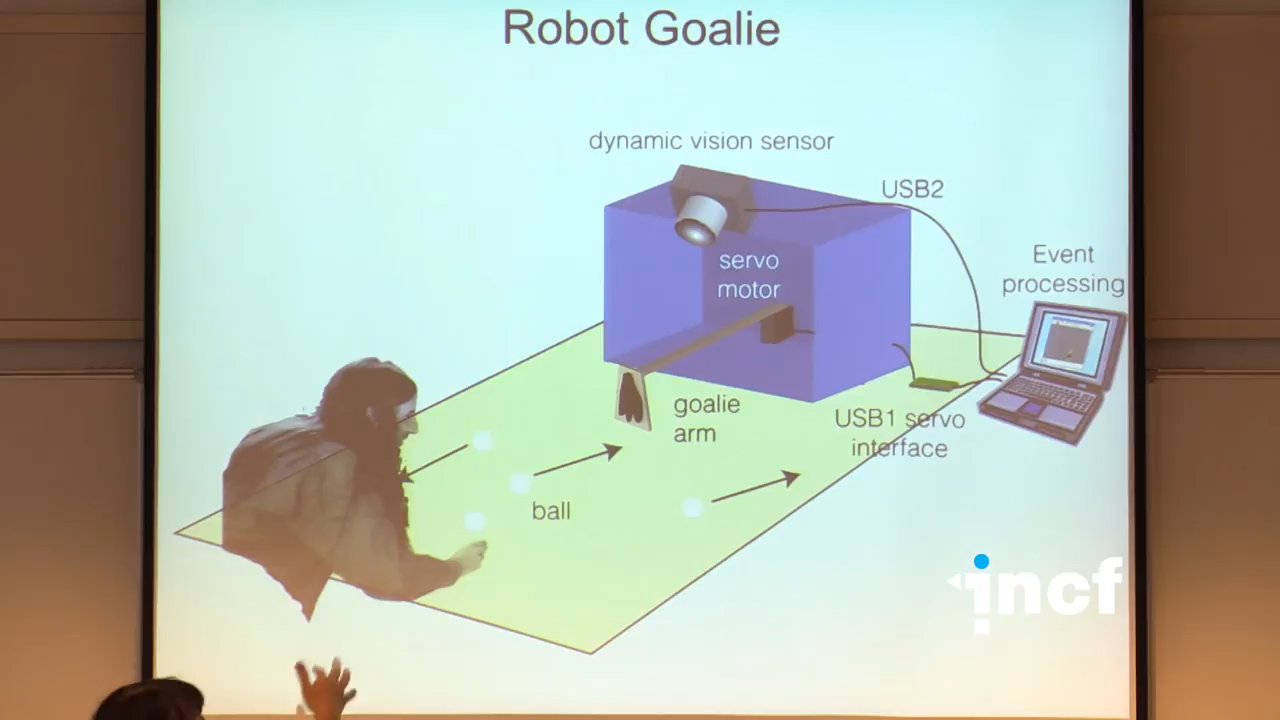 Robot Goalie
dynamic vision sensor
USB2
servo
motor
Event
processing
goalie
arm
USB1 servo
interface
ball
incf